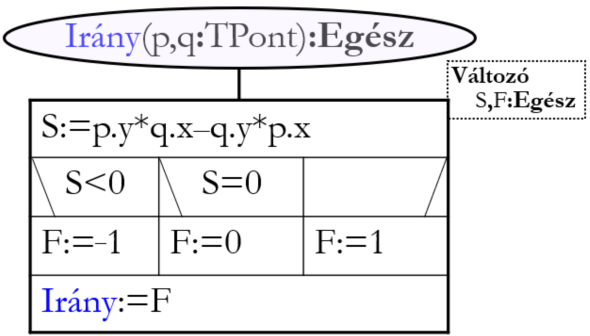 Irány(p,q:TPont):Egész
Változó
S,F:Egész
S:=p.y*q.x–q.y*p.x
S<0 S=0
F:=-1 F:=0 F:=1
Irány:=F